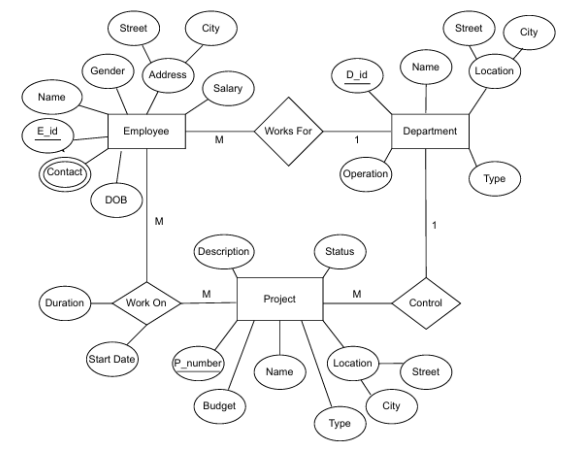 Street
City
Street
City
Gender
Address
Location
Name
D_id
Name
Salary
E_id
Employee
Works For
Department
M
1
Contact
Operation
Type
DOB
M
1
Description
Status
Duration
Work On
M
Project
M
Control
Start Date
P_number
Name
Location
Street
Budget
City
Type